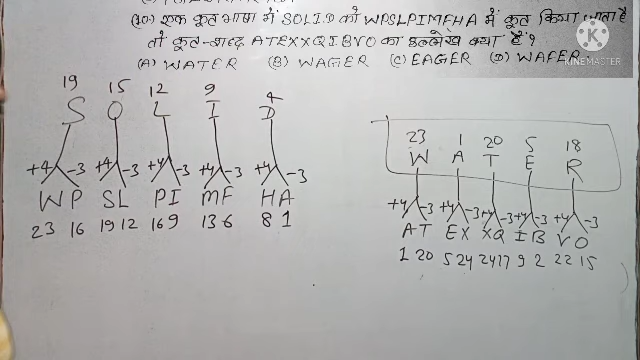 (30) एक कूट भाषा में SOLID को WPSLPIMFHA में कूट किया जाता है
तो कूट-शब्द ATEXXQIBVO का उल्लेख क्या है?
(A) WATER (B) WAGER (C) EAGER (D) WAFER
KINEMASTER
19 15 12 9 4
S O L I D
+4 -3 +4 -3 +4 -3 +4 -3 +4 -3
WP SL PI MF HA
23 16 19 12 16 9 13 6 8 1
23 1 20 5 18
W A T E R
+4 -3 +4 -3 +4 -3 +4 -3 +4 -3
AT EX XQ IB VO
1 20 5 24 24 17 9 2 22 15